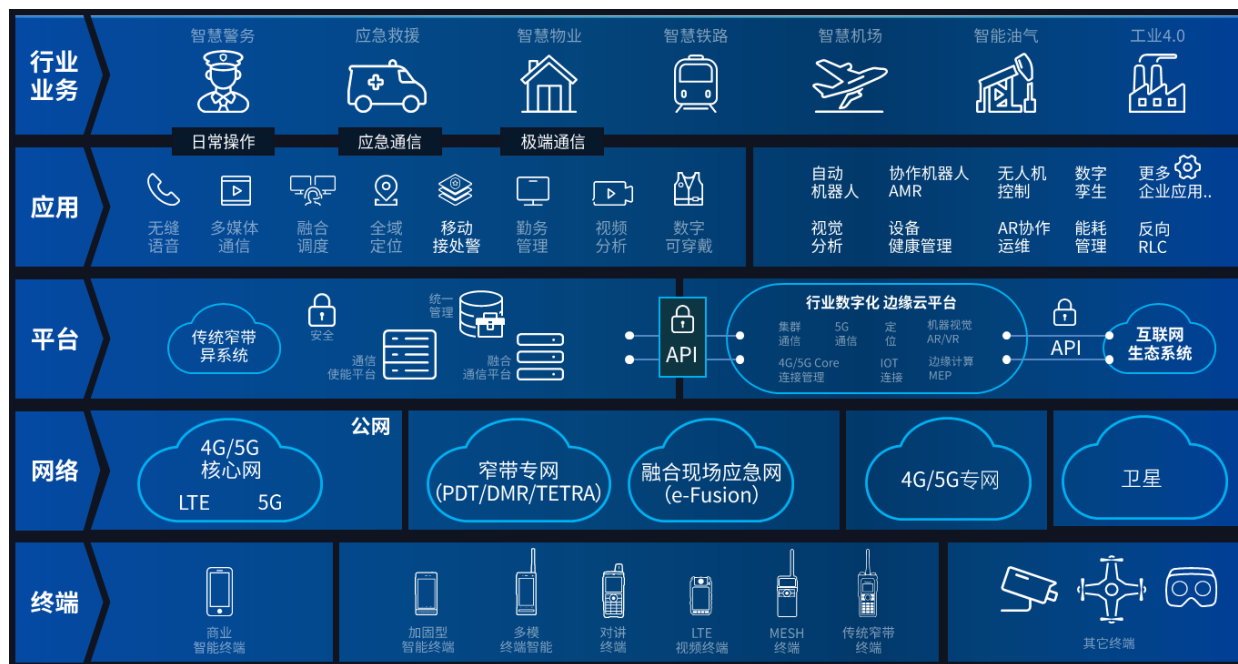 行业
业务
智慧警务
应急救援
智慧物业
智慧铁路
智慧机场
智能油气
工业4.0
日常操作
应急通信
极端通信
应用
无缝
语音
多媒体
通信
融合
调度
全域
定位
移动
接处警
勤务
管理
视频
分析
数字
可穿戴
自动
机器人
协作机器人
AMR
无人机
控制
数字
孪生
更多
企业应用..
视觉
分析
设备
健康管理
AR协作
运维
能耗
管理
反向
RLC
平台
传统窄带
异系统
安全
通信
使能平台
统一
管理
融合
通信平台
API
行业数字化 边缘云平台
集群
通信
5G
通信
定
位
机器视觉
AR/VR
4G/5G Core
连接管理
IOT
连接
边缘计算
MEP
API
互联网
生态系统
网络
4G/5G
核心网
LTE 5G
公网
窄带专网
(PDT/DMR/TETRA)
融合现场应急网
(e-Fusion)
4G/5G专网
卫星
终端
商业
智能终端
加固型
智能终端
多模
终端智能
对讲
终端
LTE
视频终端
MESH
终端
传统窄带
终端
其它终端